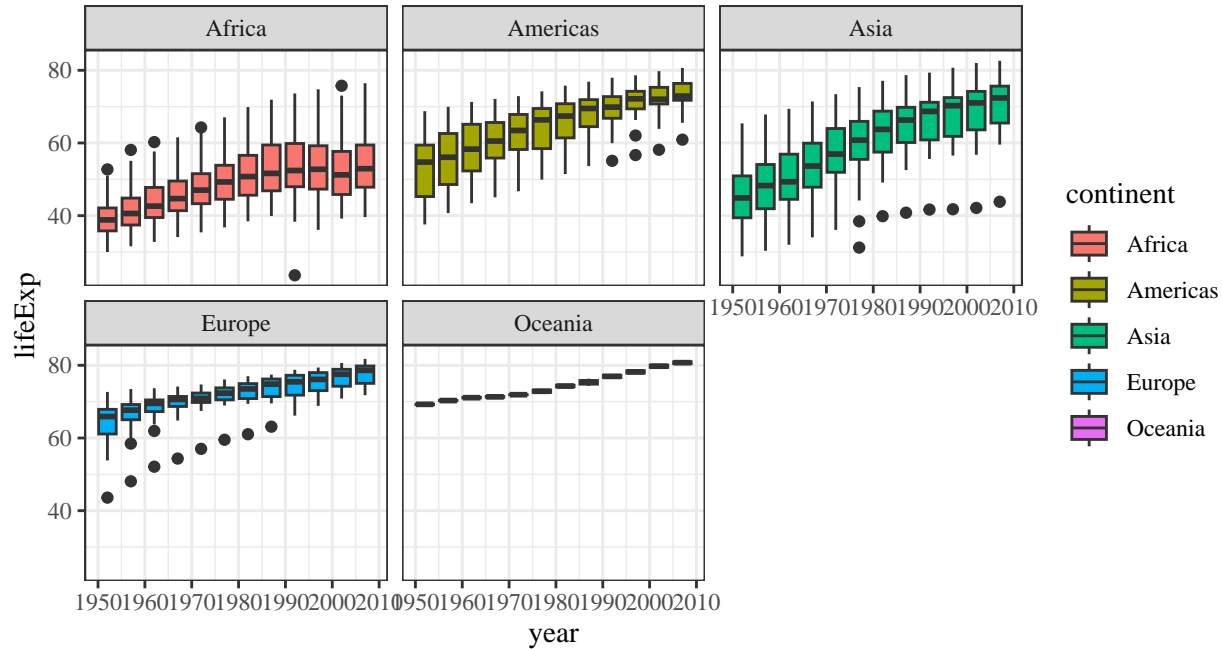 Africa Americas Asia
80
60
40
1950 1960 1970 1980 1990 2000 2010
Europe Oceania
80
60
40
1950 1960 1970 1980 1990 2000 2010 1950 1960 1970 1980 1990 2000 2010
year
lifeExp
continent
Africa
Americas
Asia
Europe
Oceania